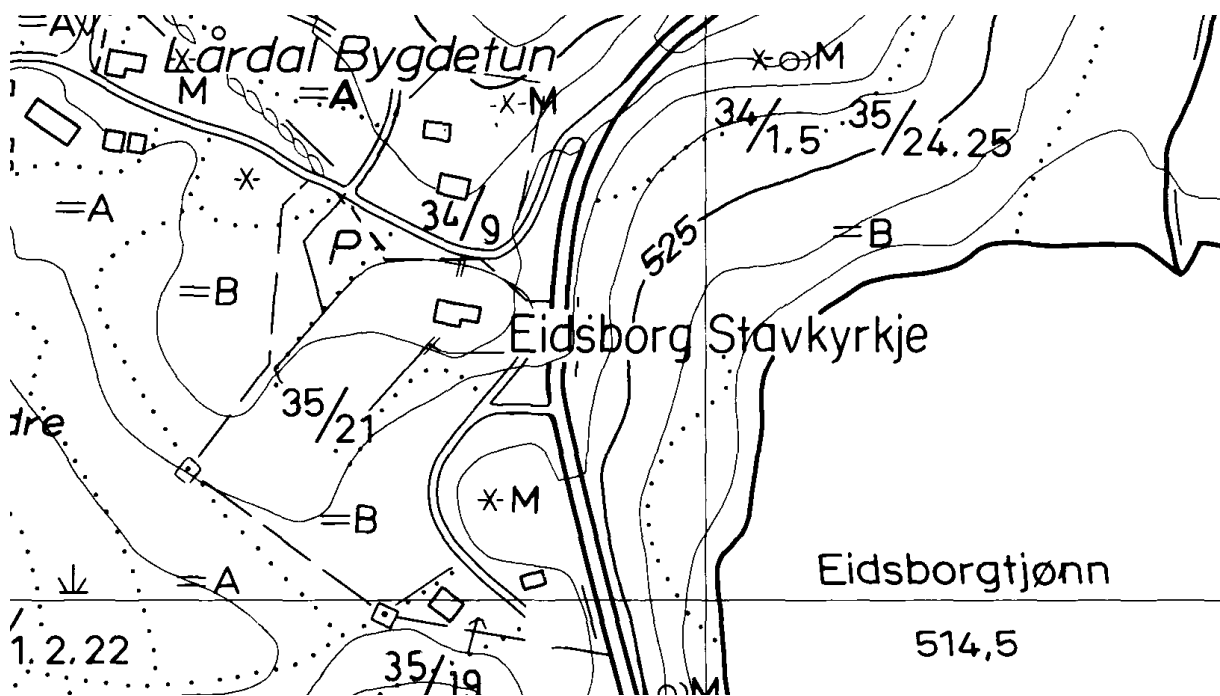 =A
Lårdal Bygdetun
M
=A
M
M
34/1.5
35/24.25
=A
34/9
P
525
=B
=B
Eidsborg Stavkyrkje
35/21
dre
M
=B
=A
Eidsborgtjønn
1.2.22
514,5
35/19
M